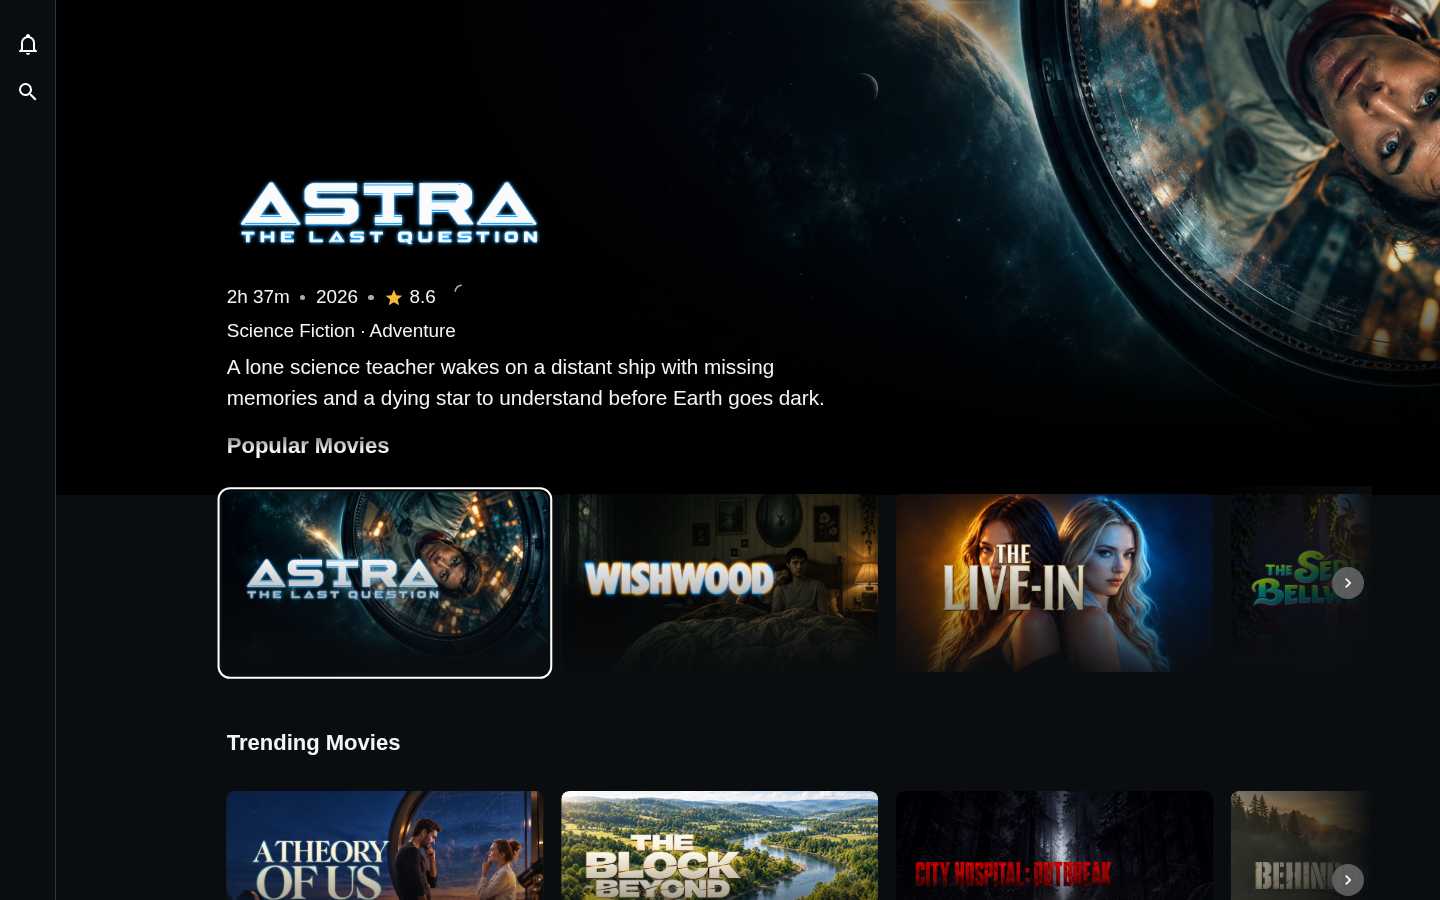 ASTRA
THE LAST QUESTION
2h 37m • 2026 • 8.6
Science Fiction · Adventure
A lone science teacher wakes on a distant ship with missing
memories and a dying star to understand before Earth goes dark.
Popular Movies
ASTRA
THE LAST QUESTION
WISHWOOD
THE
LIVE-IN
THE
Trending Movies
A THEORY
OF US
THE
BLOCK
BEYOND
CITY HOSPITAL: OUTBREAK